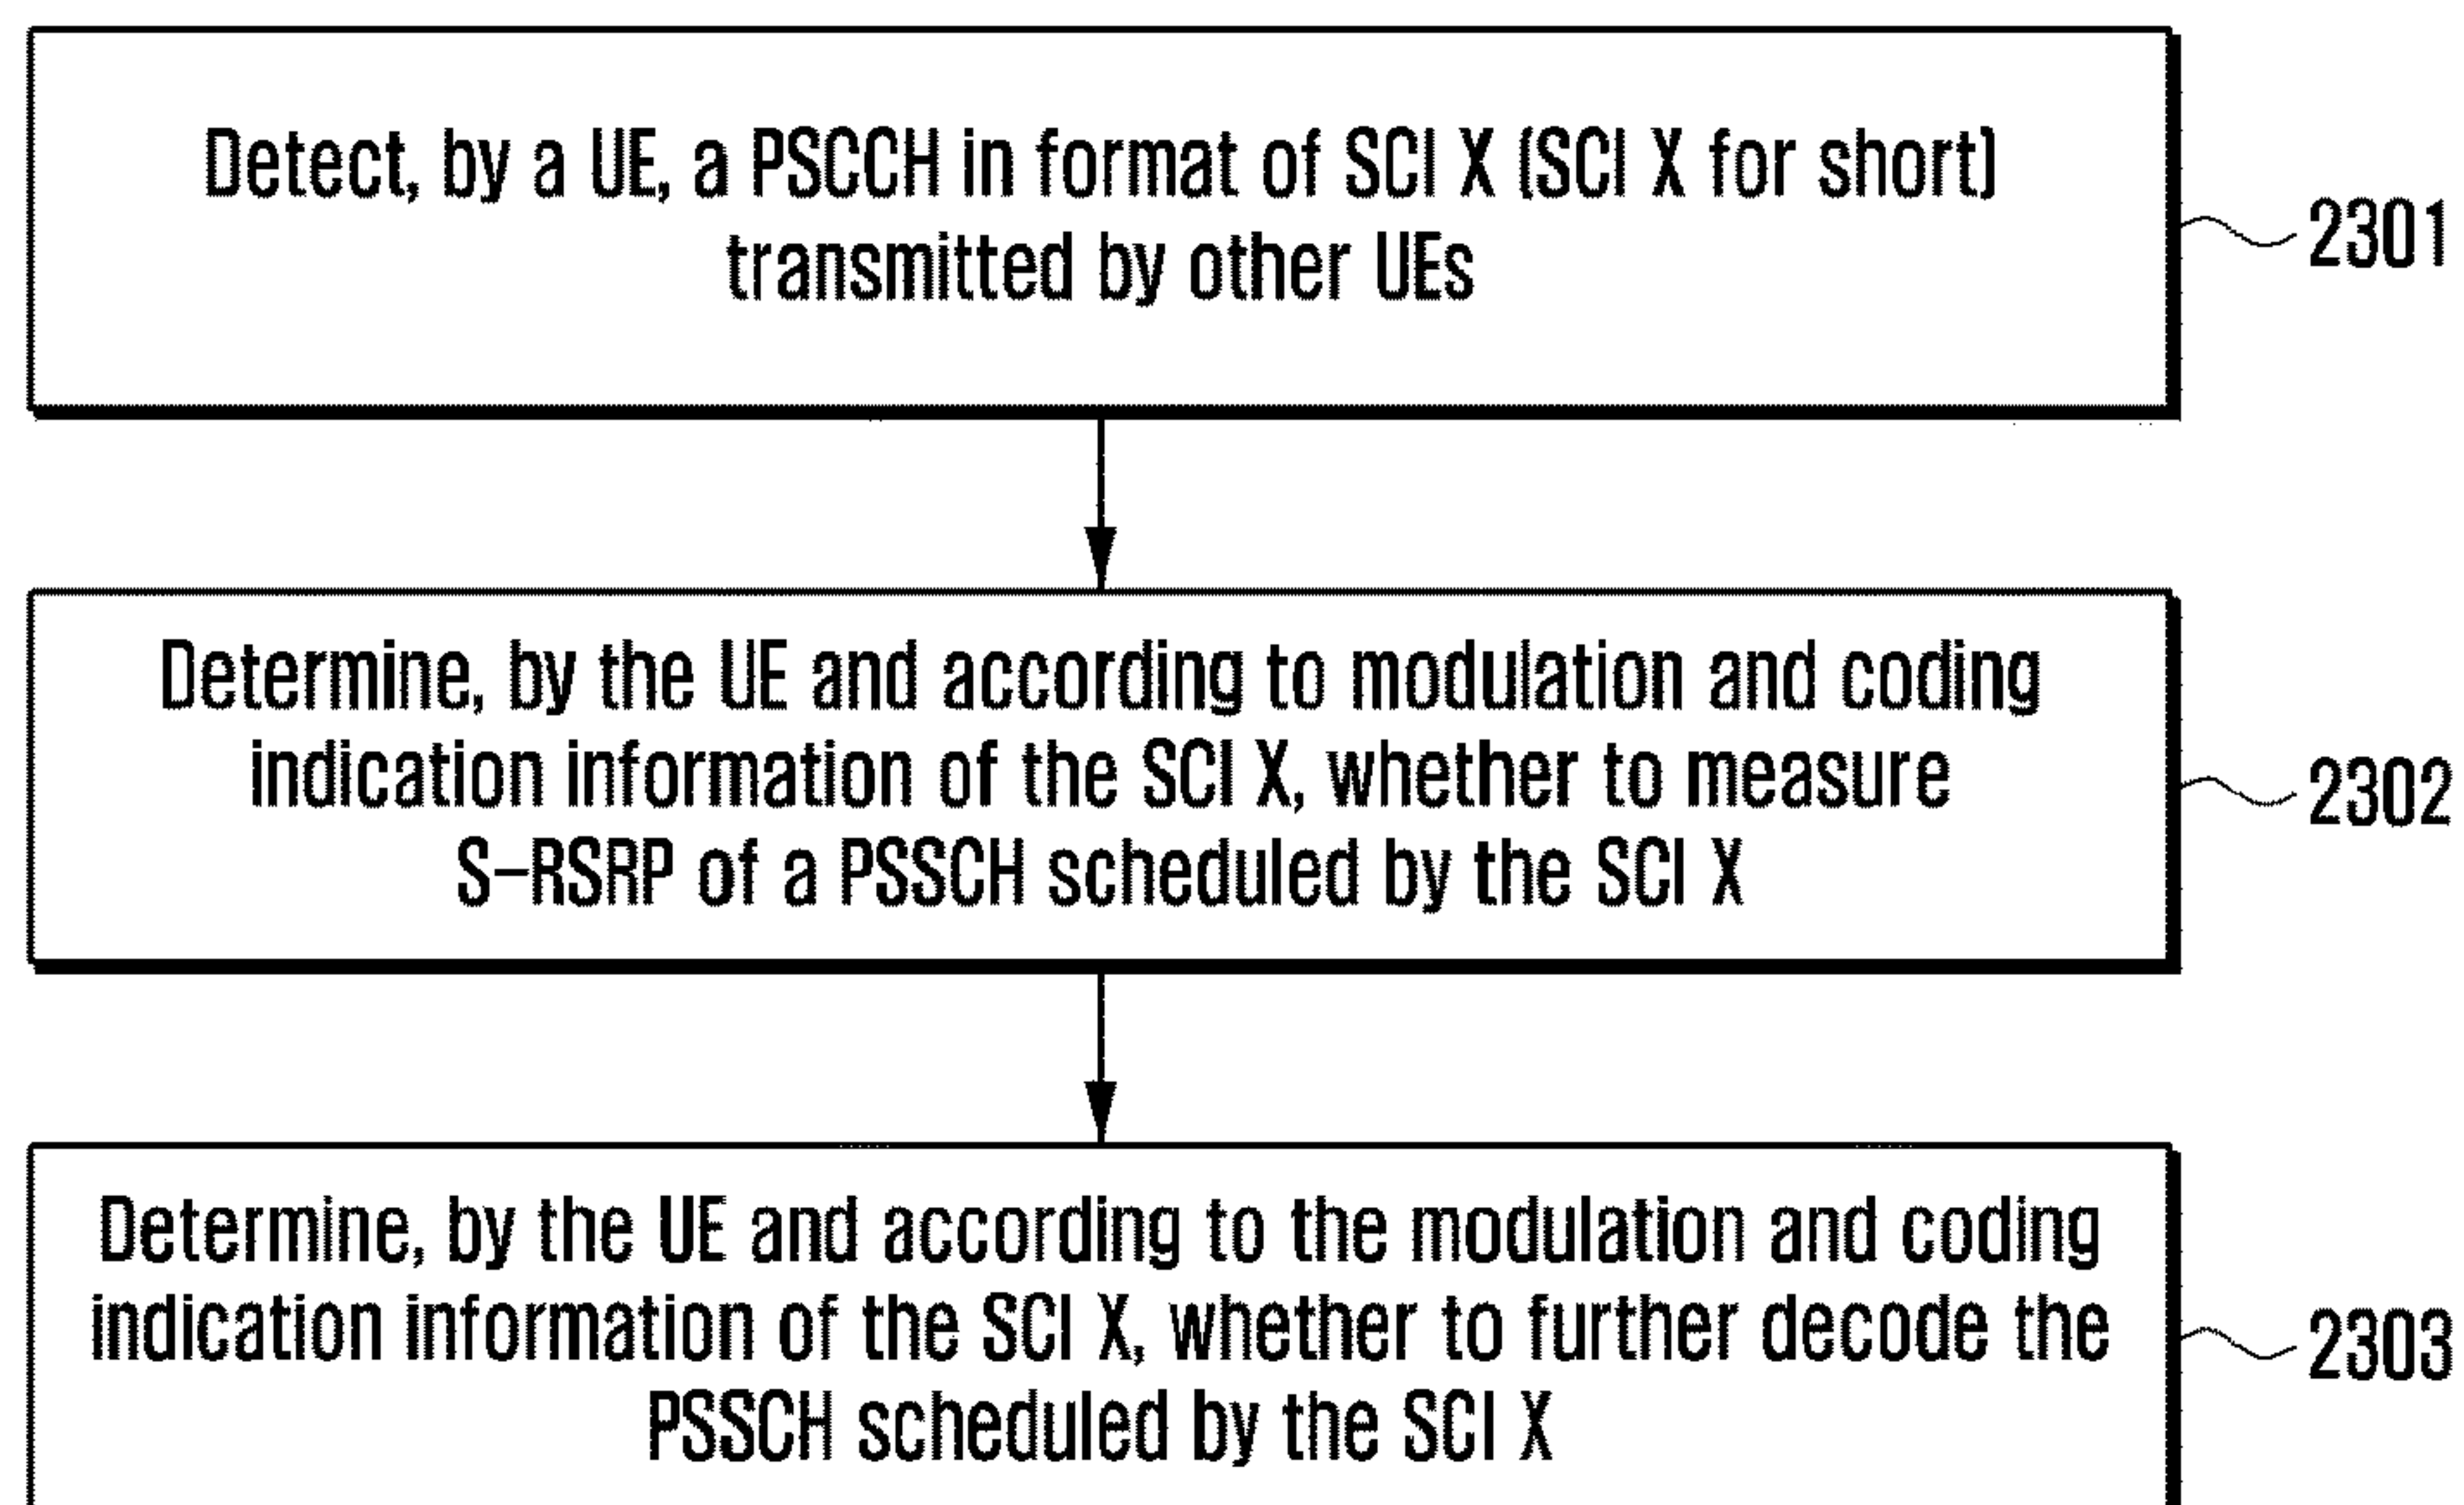 Detect, by a UE, a PSCCH in format of SCI X (SCI X for short)
transmitted by other UEs
2301
Determine, by the UE and according to modulation and coding
indication information of the SCI X, whether to measure
S-RSRP of a PSSCH scheduled by the SCI X
2302
Determine, by the UE and according to the modulation and coding
indication information of the SCI X, whether to further decode the
PSSCH scheduled by the SCI X
2303